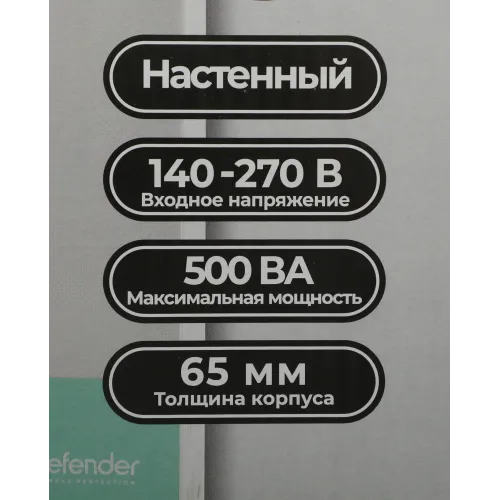 Настенный
140-270 В
Входное напряжение
500 ВА
Максимальная мощность
65 мм
Толщина корпуса
efender